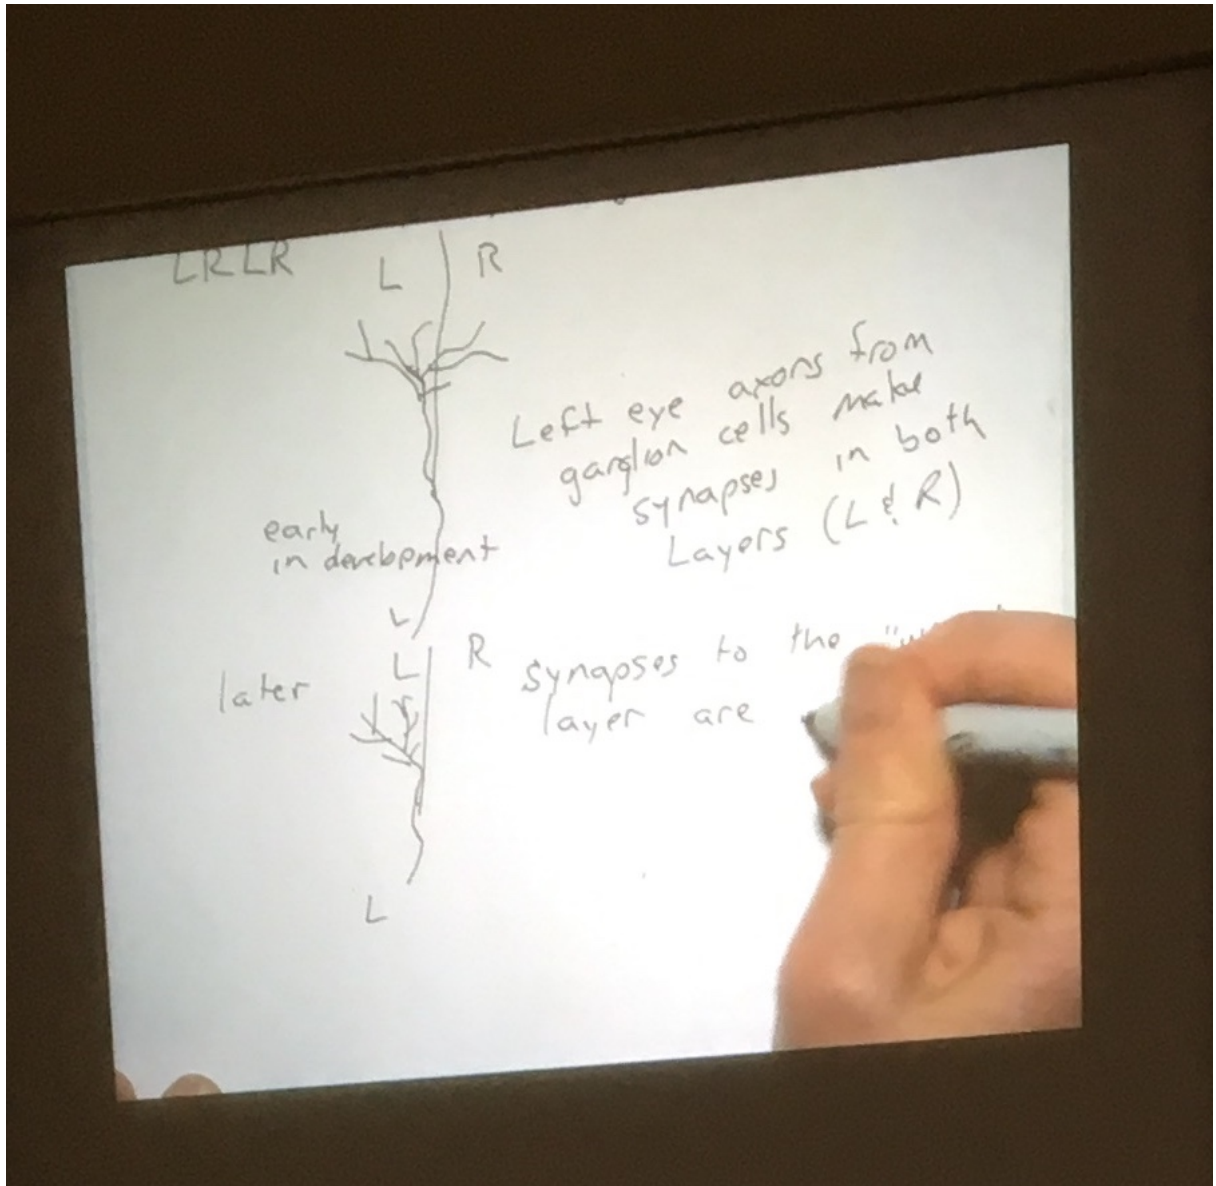 LRLR
L R
Left eye axons from
ganglion cells make
synapses in both
Layers (L & R)
early
in development
L
later
L R
synapses to the
layer are
L